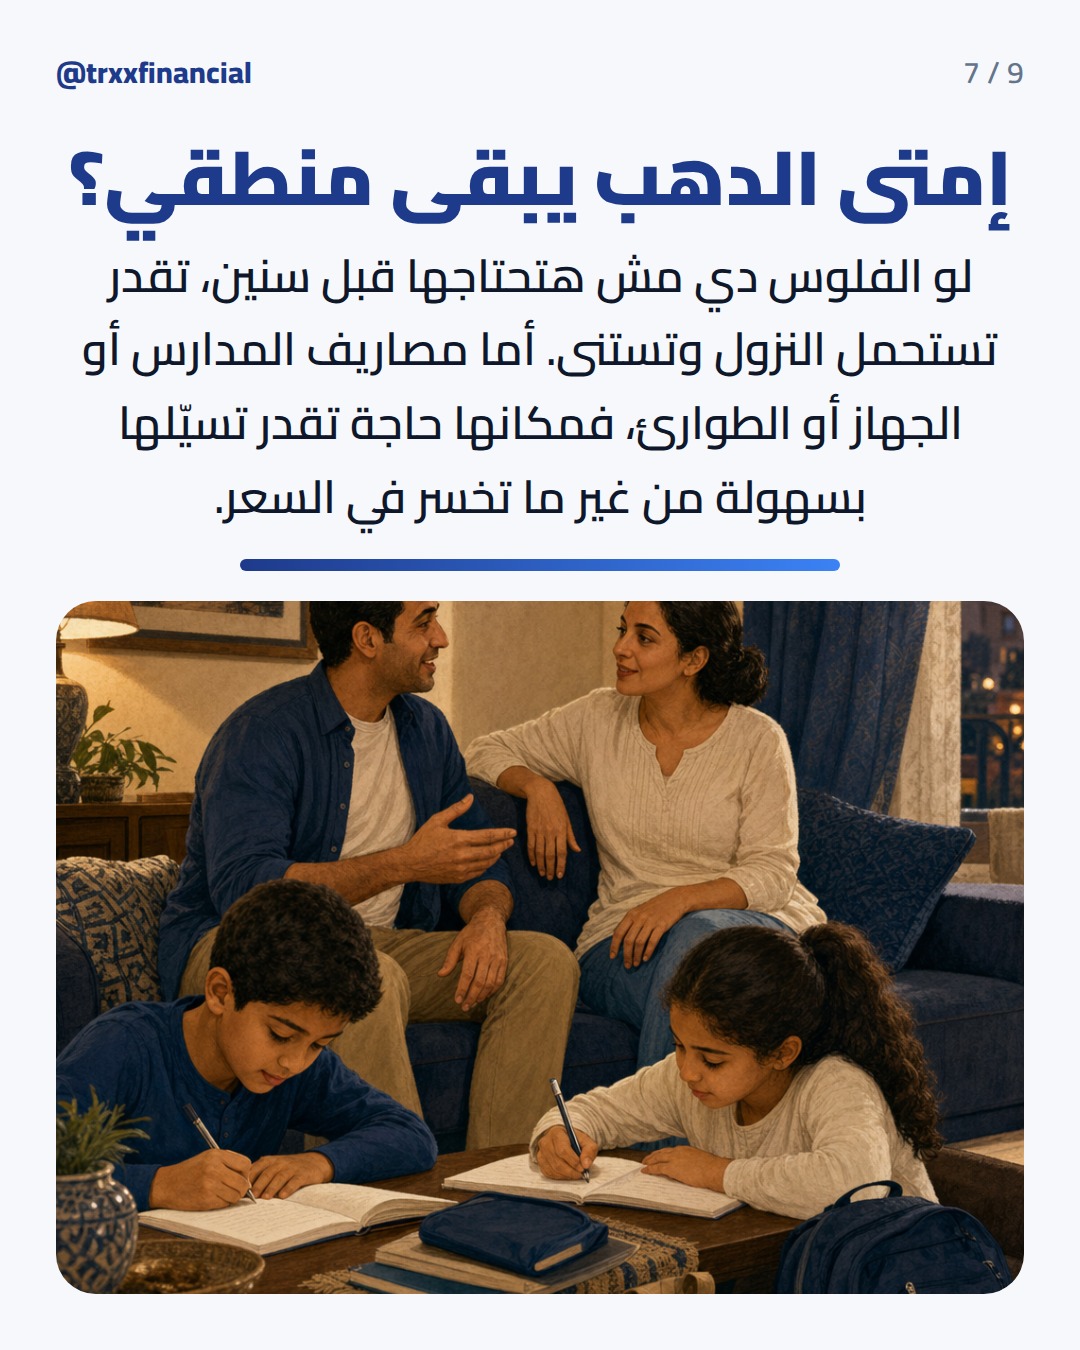 @trxxfinancial
7 / 9
إمتى الدهب يبقى منطقي؟
لو الفلوس دي مش هتحتاجها قبل سنين، تقدر
تستحمل النزول وتستنى. أما مصاريف المدارس أو
الجهاز أو الطوارئ، فمكانها حاجة تقدر تسيّلها
بسهولة من غير ما تخسر في السعر.